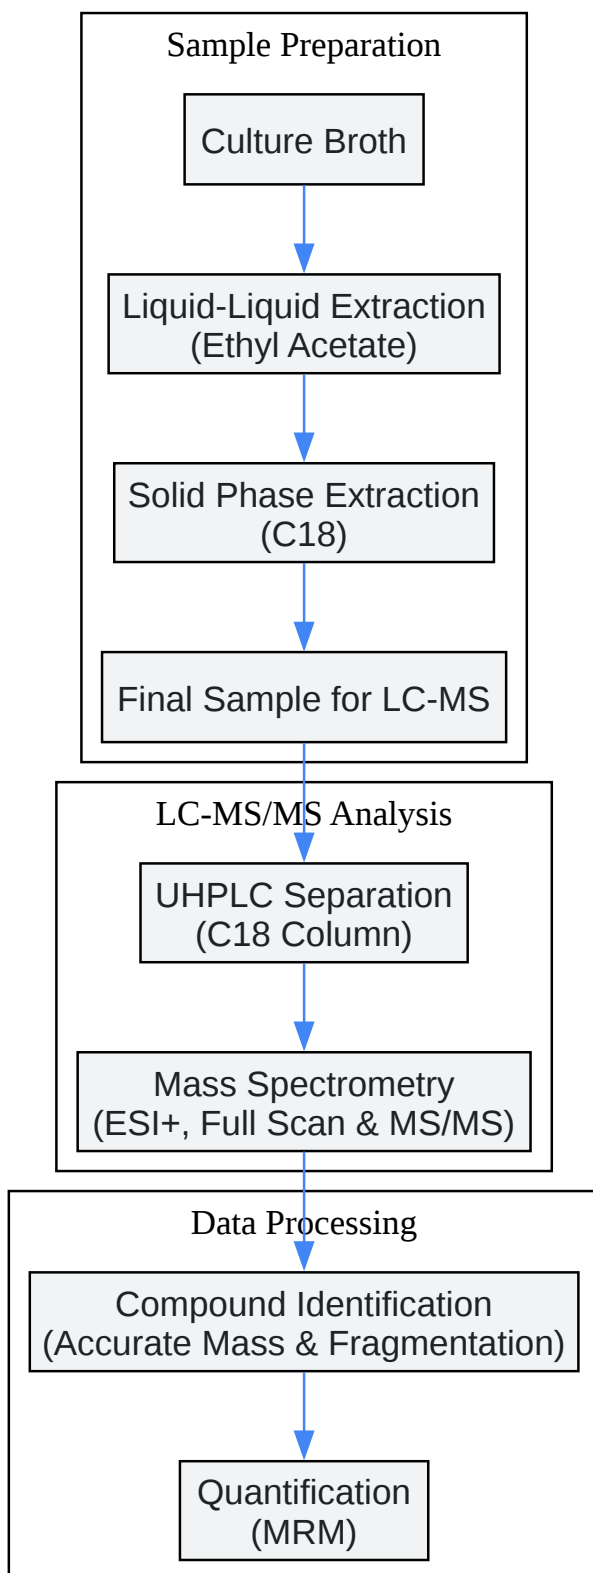 Sample Preparation
Culture Broth
Liquid-Liquid Extraction
(Ethyl Acetate)
Solid Phase Extraction
(C18)
Final Sample for LC-MS
LC-MS/MS Analysis
UHPLC Separation
(C18 Column)
Mass Spectrometry
(ESI+, Full Scan & MS/MS)
Data Processing
Compound Identification
(Accurate Mass & Fragmentation)
Quantification
(MRM)